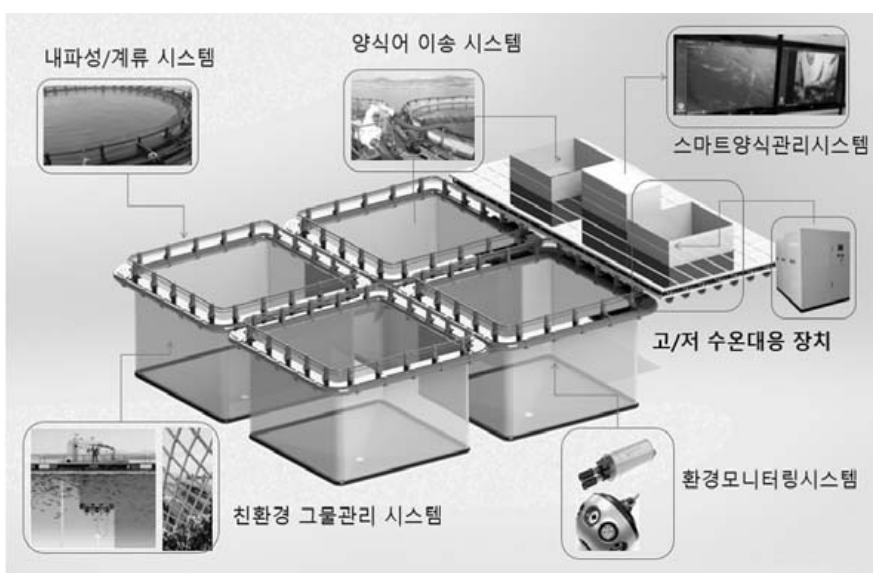 내파성/계류 시스템
양식어 이송 시스템
스마트양식관리시스템
고/저 수온대응 장치
환경모니터링시스템
친환경 그물관리 시스템